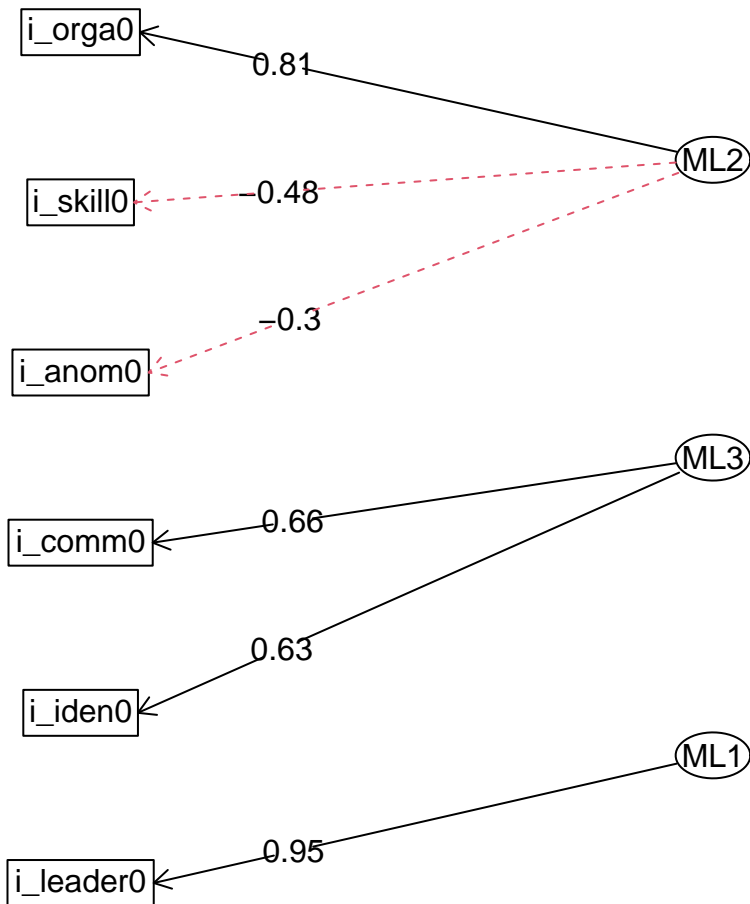 i_orga0
0.81
ML2
i_skill0
–0.48
–0.3
i_anom0
ML3
i_comm0
0.66
0.63
i_iden0
ML1
0.95
i_leader0